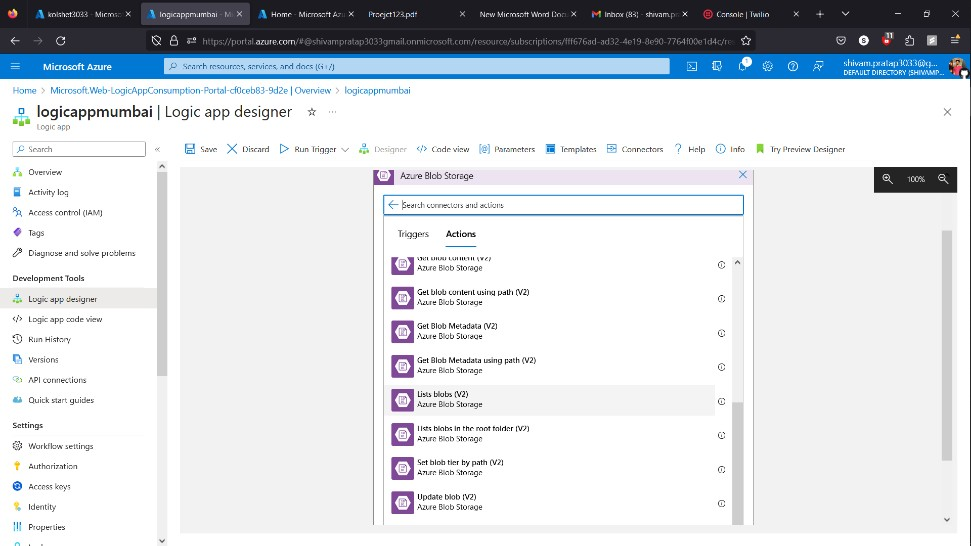 kolshet3033 - Microsoft
logicappmumbai - Mi
Home - Microsoft Azu
Proejct123.pdf
New Microsoft Word Doc
Inbox (83) - shivam.p
Console | Twilio
https://portal.azure.com/#@shivampratap3033gmail.onmicrosoft.com/resource/subscriptions/fff676ad-ad32-4e19-8e90-7764f00e1d4c/re
11
Microsoft Azure
Search resources, services, and docs (G+/)
1
shivam.pratap3033@g...
DEFAULT DIRECTORY (SHIVAMP...
Home > Microsoft.Web-LogicAppConsumption-Portal-cf0ceb83-9d2e | Overview > logicappmumbai
logicappmumbai | Logic app designer
Logic app
Search
Save
Discard
Run Trigger
Designer
Code view
Parameters
Templates
Connectors
Help
Info
Try Preview Designer
Overview
Activity log
Access control (IAM)
Tags
Diagnose and solve problems
Development Tools
Logic app designer
Logic app code view
Run History
Versions
API connections
Quick start guides
Settings
Workflow settings
Authorization
Access keys
Identity
Properties
Azure Blob Storage
100%
Search connectors and actions
Triggers
Actions
Get blob content (V2)
Azure Blob Storage
Get blob content using path (V2)
Azure Blob Storage
Get Blob Metadata (V2)
Azure Blob Storage
Get Blob Metadata using path (V2)
Azure Blob Storage
Lists blobs (V2)
Azure Blob Storage
Lists blobs in the root folder (V2)
Azure Blob Storage
Set blob tier by path (V2)
Azure Blob Storage
Update blob (V2)
Azure Blob Storage